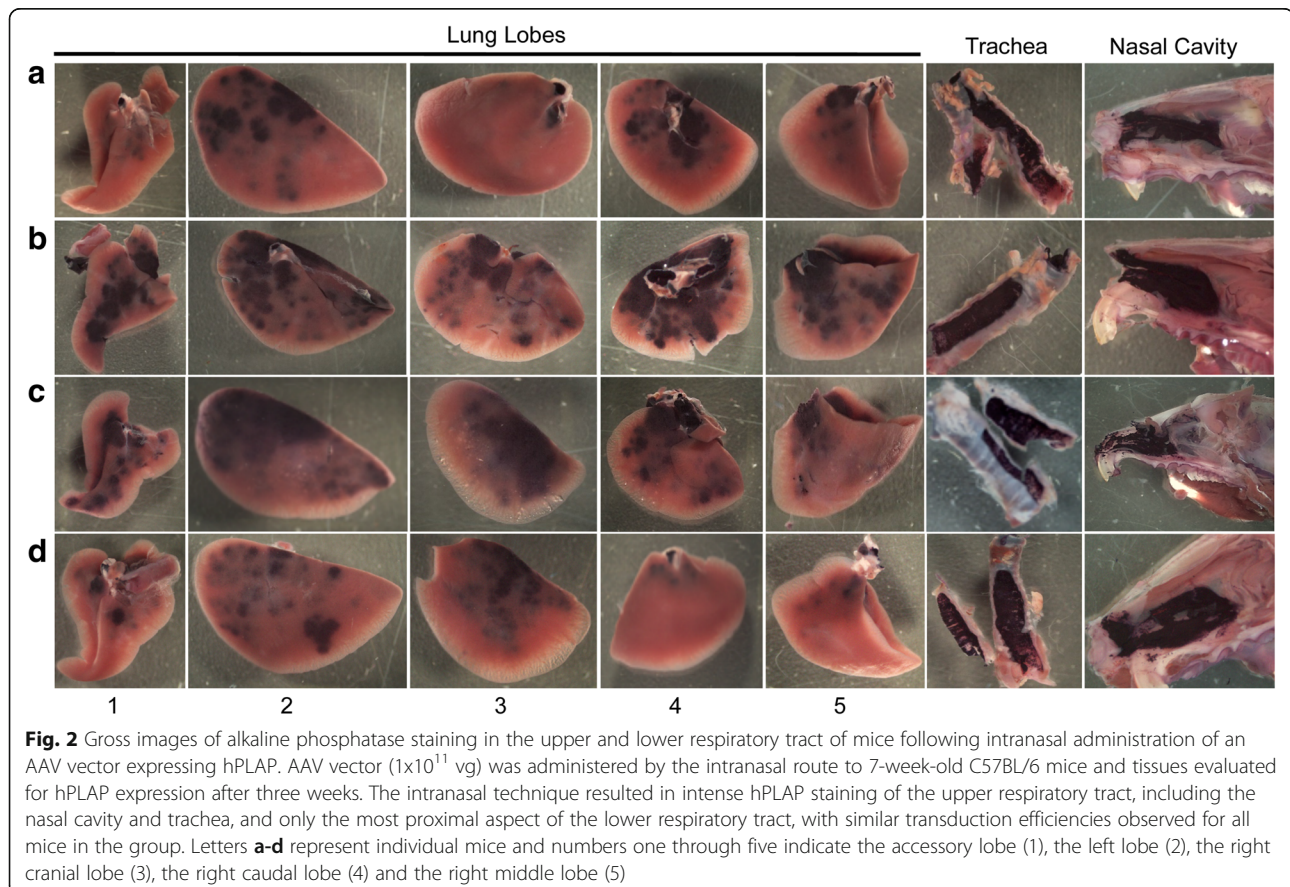 Lung Lobes
Trachea
Nasal Cavity
a
b
c
d
1 2 3 4 5
Fig. 2 Gross images of alkaline phosphatase staining in the upper and lower respiratory tract of mice following intranasal administration of an
AAV vector expressing hPLAP. AAV vector (1x10¹¹ vg) was administered by the intranasal route to 7-week-old C57BL/6 mice and tissues evaluated
for hPLAP expression after three weeks. The intranasal technique resulted in intense hPLAP staining of the upper respiratory tract, including the
nasal cavity and trachea, and only the most proximal aspect of the lower respiratory tract, with similar transduction efficiencies observed for all
mice in the group. Letters a-d represent individual mice and numbers one through five indicate the accessory lobe (1), the left lobe (2), the right
cranial lobe (3), the right caudal lobe (4) and the right middle lobe (5)